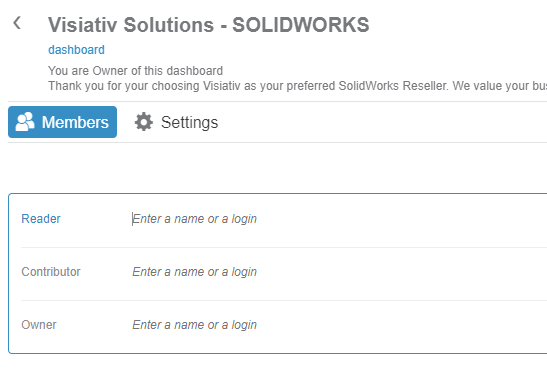 Visiativ Solutions - SOLIDWORKS
dashboard
You are Owner of this dashboard
Thank you for your choosing Visiativ as your preferred SolidWorks Reseller. We value your bus
Members
Settings
Reader Enter a name or a login
Contributor Enter a name or a login
Owner Enter a name or a login